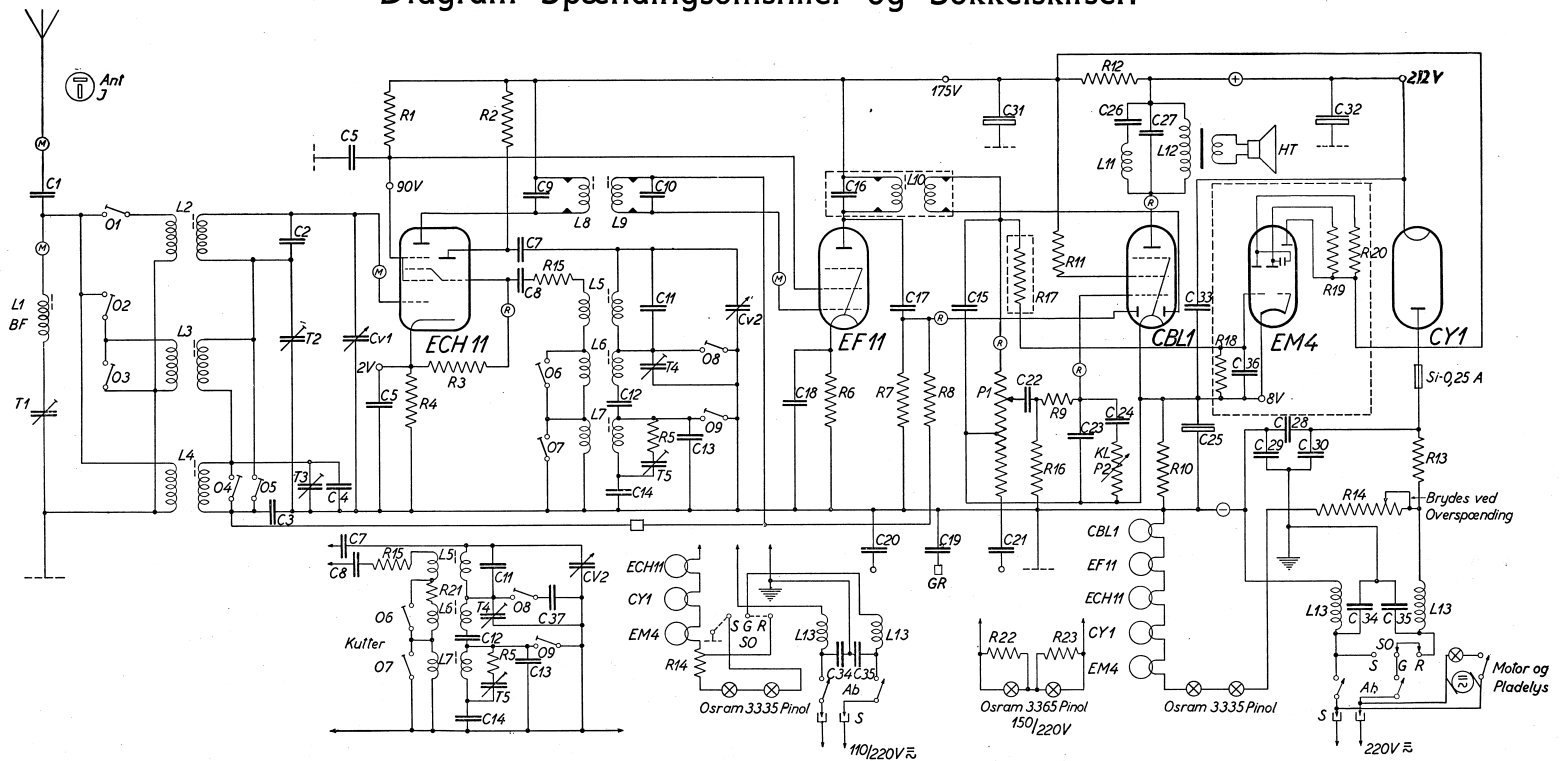 Diagram Spændingsomstiller og Sokkelskitser.
Ant
J
M
C1
M
L1
BF
T1
O1
L2
O2
L3
O3
L4
O4
O5
C3
T3
C4
C2
T2
Cv1
C5
R1
90V
R2
M
ECH 11
2V
R3
R4
C5
C7
C8
R
R15
C9
L8
L9
C10
L5
L6
L7
O6
O7
C11
C12
C13
C14
T4
R5
T5
O8
O9
Cv2
M
C16
L10
EF 11
C17
C18
R6
R7
R8
R
175V
C31
C15
R17
R
P1
C22
R9
R16
C23
C24
KL
P2
R
R10
R11
R12
C26
L11
C27
L12
HT
+
C32
212V
R
CBL1
C33
C25
R18
C36
EM4
R19
R20
8V
CY1
Si-0,25 A
C28
C29
C30
R13
R14
Brydes ved
Overspænding
−
C20
C19
GR
C21
C7
C8
R15
L5
R21
L6
L7
O6
Kutter
O7
C11
T4
O8
C37
CV2
C12
R5
O9
C13
T5
C14
ECH11
CY1
EM4
R14
S G R
SO
L13
L13
C34
C35
Ab
S
Osram 3335 Pinol
110/220V
R22
R23
Osram 3365 Pinol
150/220V
CBL1
EF11
ECH11
CY1
EM4
Osram 3335 Pinol
L13
C34
C35
L13
SO
S
G
R
Ab
S
220V
Motor og
Pladelys